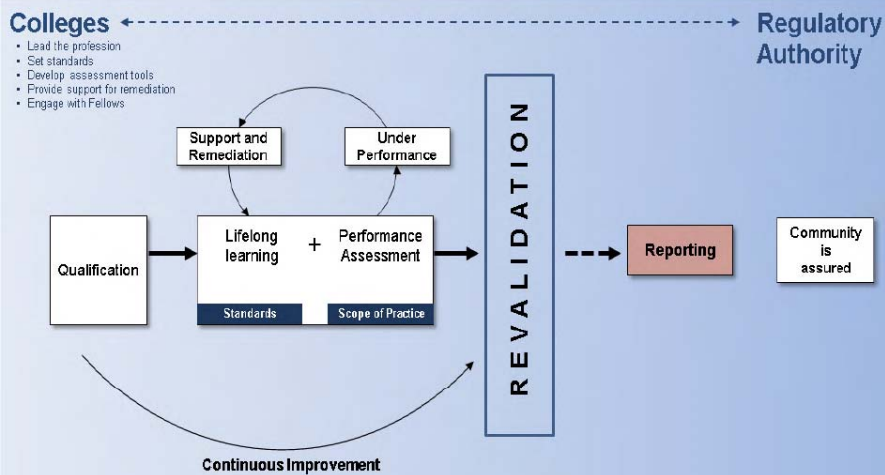 Colleges
• Lead the profession
• Set standards
• Develop assessment tools
• Provide support for remediation
• Engage with Fellows
Regulatory
Authority
Support and
Remediation
Under
Performance
Qualification
Lifelong
learning
+
Performance
Assessment
Standards
Scope of Practice
REVALIDATION
Reporting
Community
is
assured
Continuous Improvement